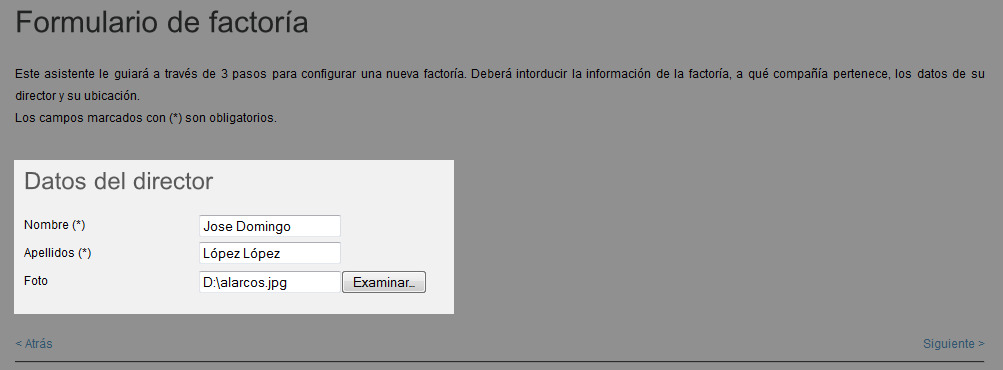 Formulario de factoría
Este asistente le guiará a través de 3 pasos para configurar una nueva factoría. Deberá intorducir la información de la factoría, a qué compañía pertenece, los datos de su
director y su ubicación.
Los campos marcados con (*) son obligatorios.
Datos del director
Nombre (*) Jose Domingo
Apellidos (*) López López
Foto D:\alarcos.jpg Examinar...
< Atrás Siguiente >